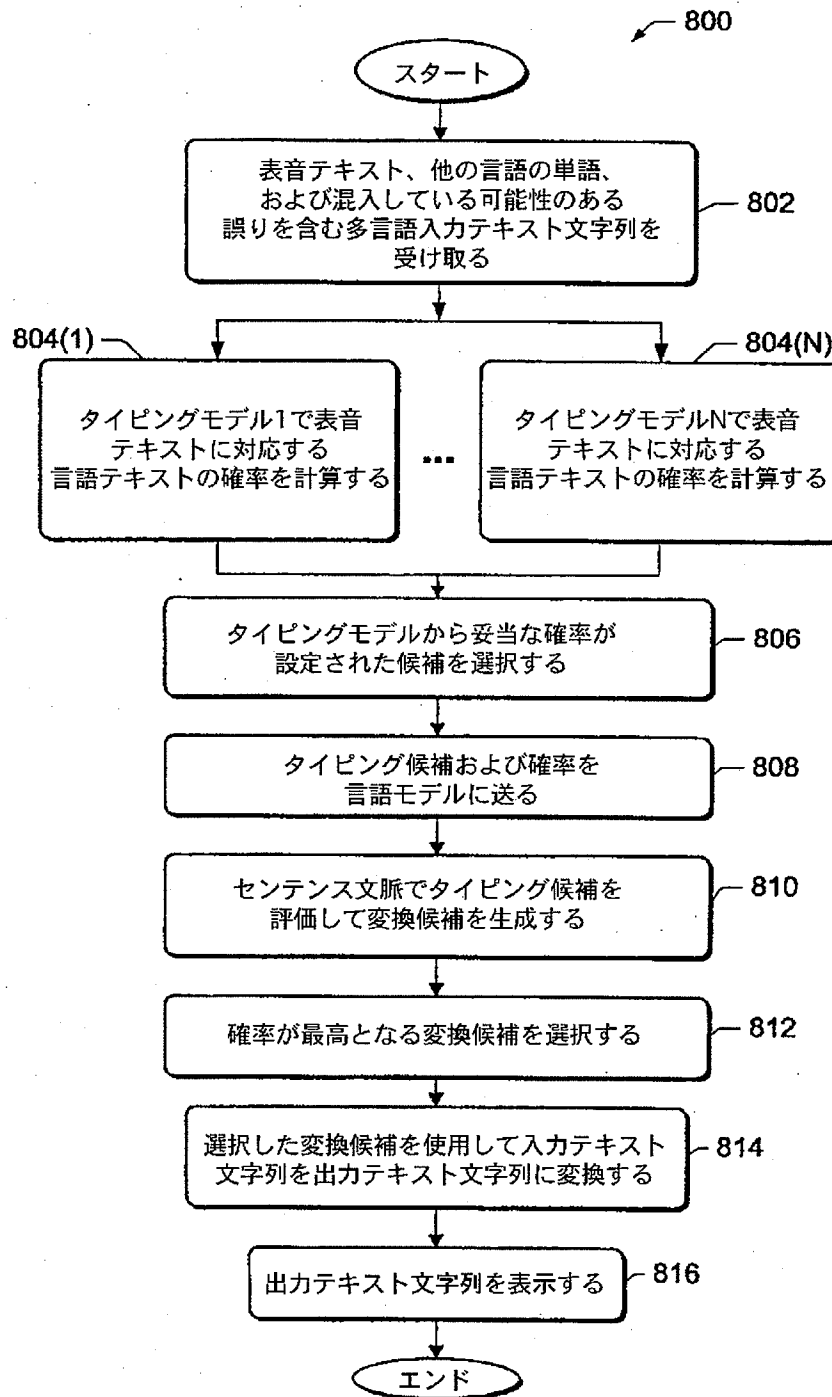 800
スタート
表音テキスト、他の言語の単語、
および混入している可能性のある
誤りを含む多言語入力テキスト文字列を
受け取る
802
804(1)
タイピングモデル1で表音
テキストに対応する
言語テキストの確率を計算する
...
804(N)
タイピングモデルNで表音
テキストに対応する
言語テキストの確率を計算する
タイピングモデルから妥当な確率が
設定された候補を選択する
806
タイピング候補および確率を
言語モデルに送る
808
センテンス文脈でタイピング候補を
評価して変換候補を生成する
810
確率が最高となる変換候補を選択する
812
選択した変換候補を使用して入力テキスト
文字列を出力テキスト文字列に変換する
814
出力テキスト文字列を表示する
816
エンド